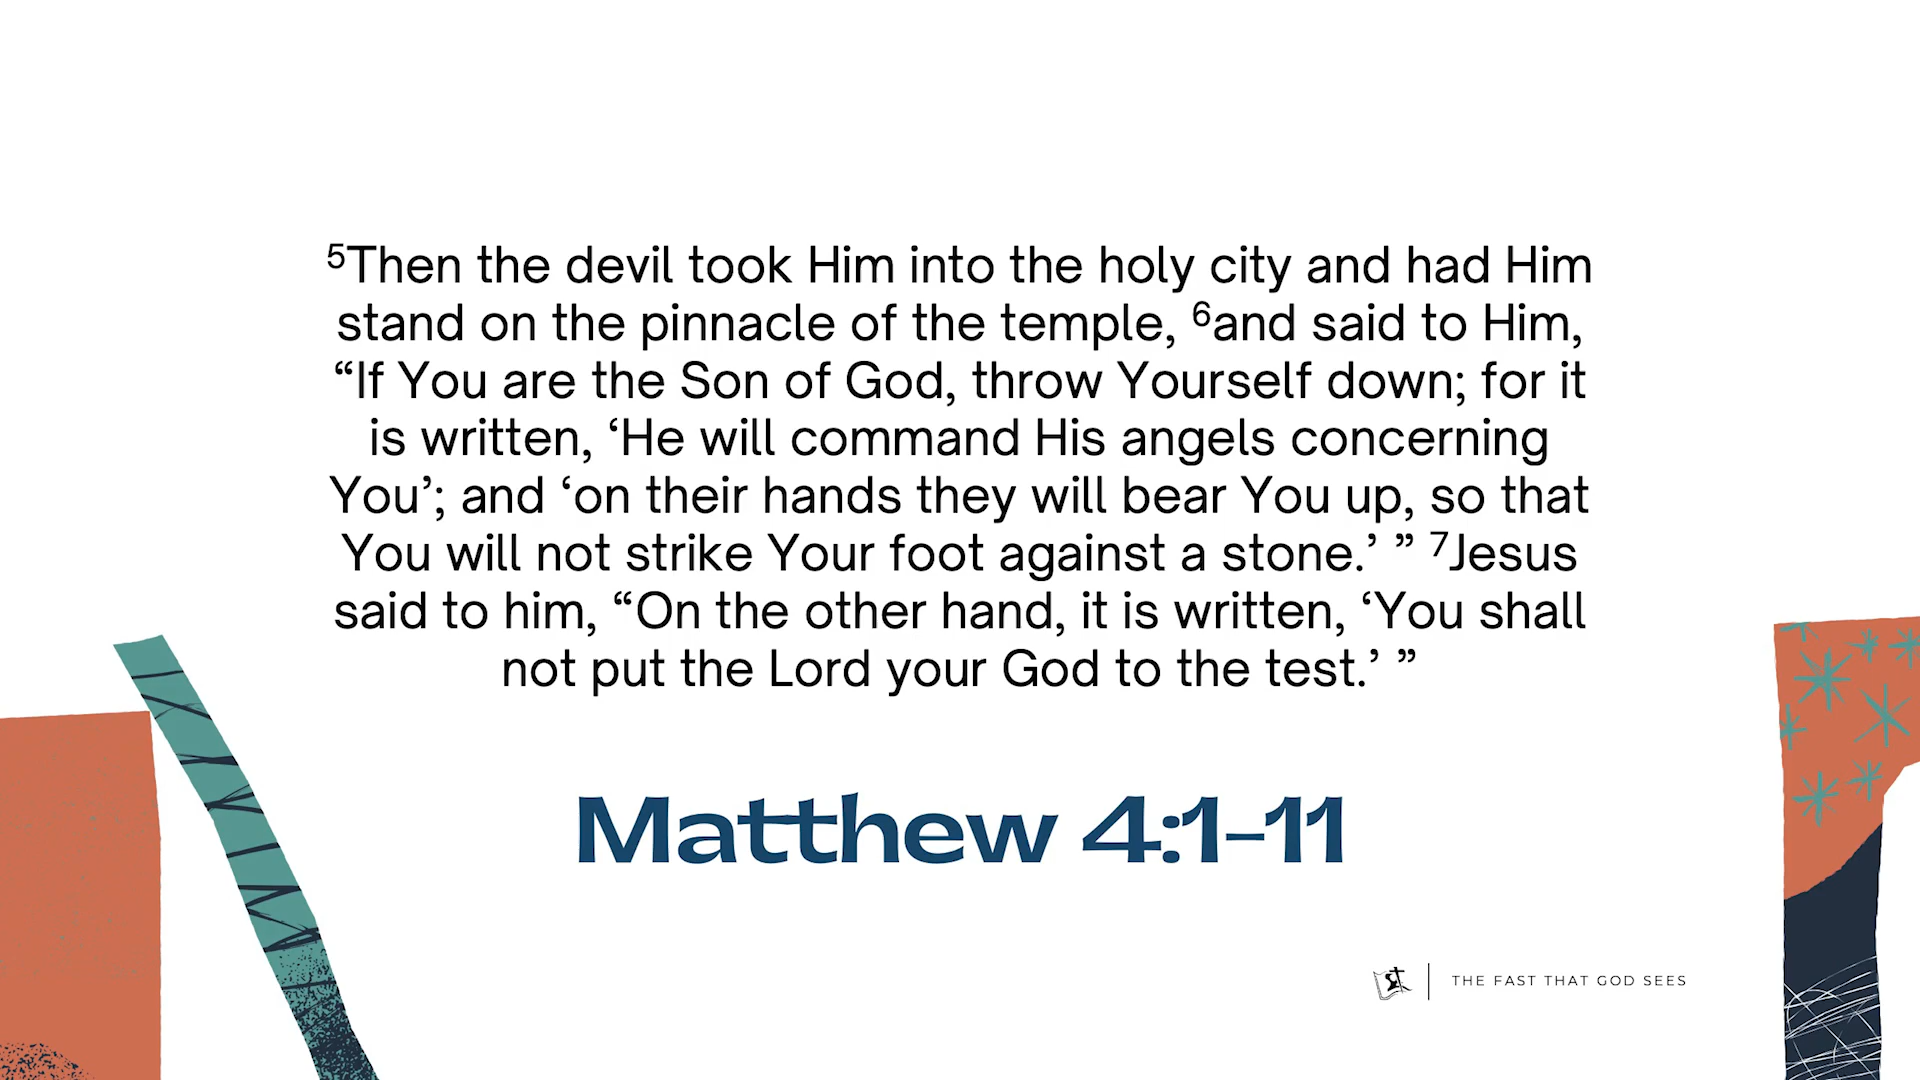 ⁵Then the devil took Him into the holy city and had Him
stand on the pinnacle of the temple, ⁶and said to Him,
“If You are the Son of God, throw Yourself down; for it
is written, ‘He will command His angels concerning
You’; and ‘on their hands they will bear You up, so that
You will not strike Your foot against a stone.’ ” ⁷Jesus
said to him, “On the other hand, it is written, ‘You shall
not put the Lord your God to the test.’ ”
Matthew 4:1–11
THE FAST THAT GOD SEES